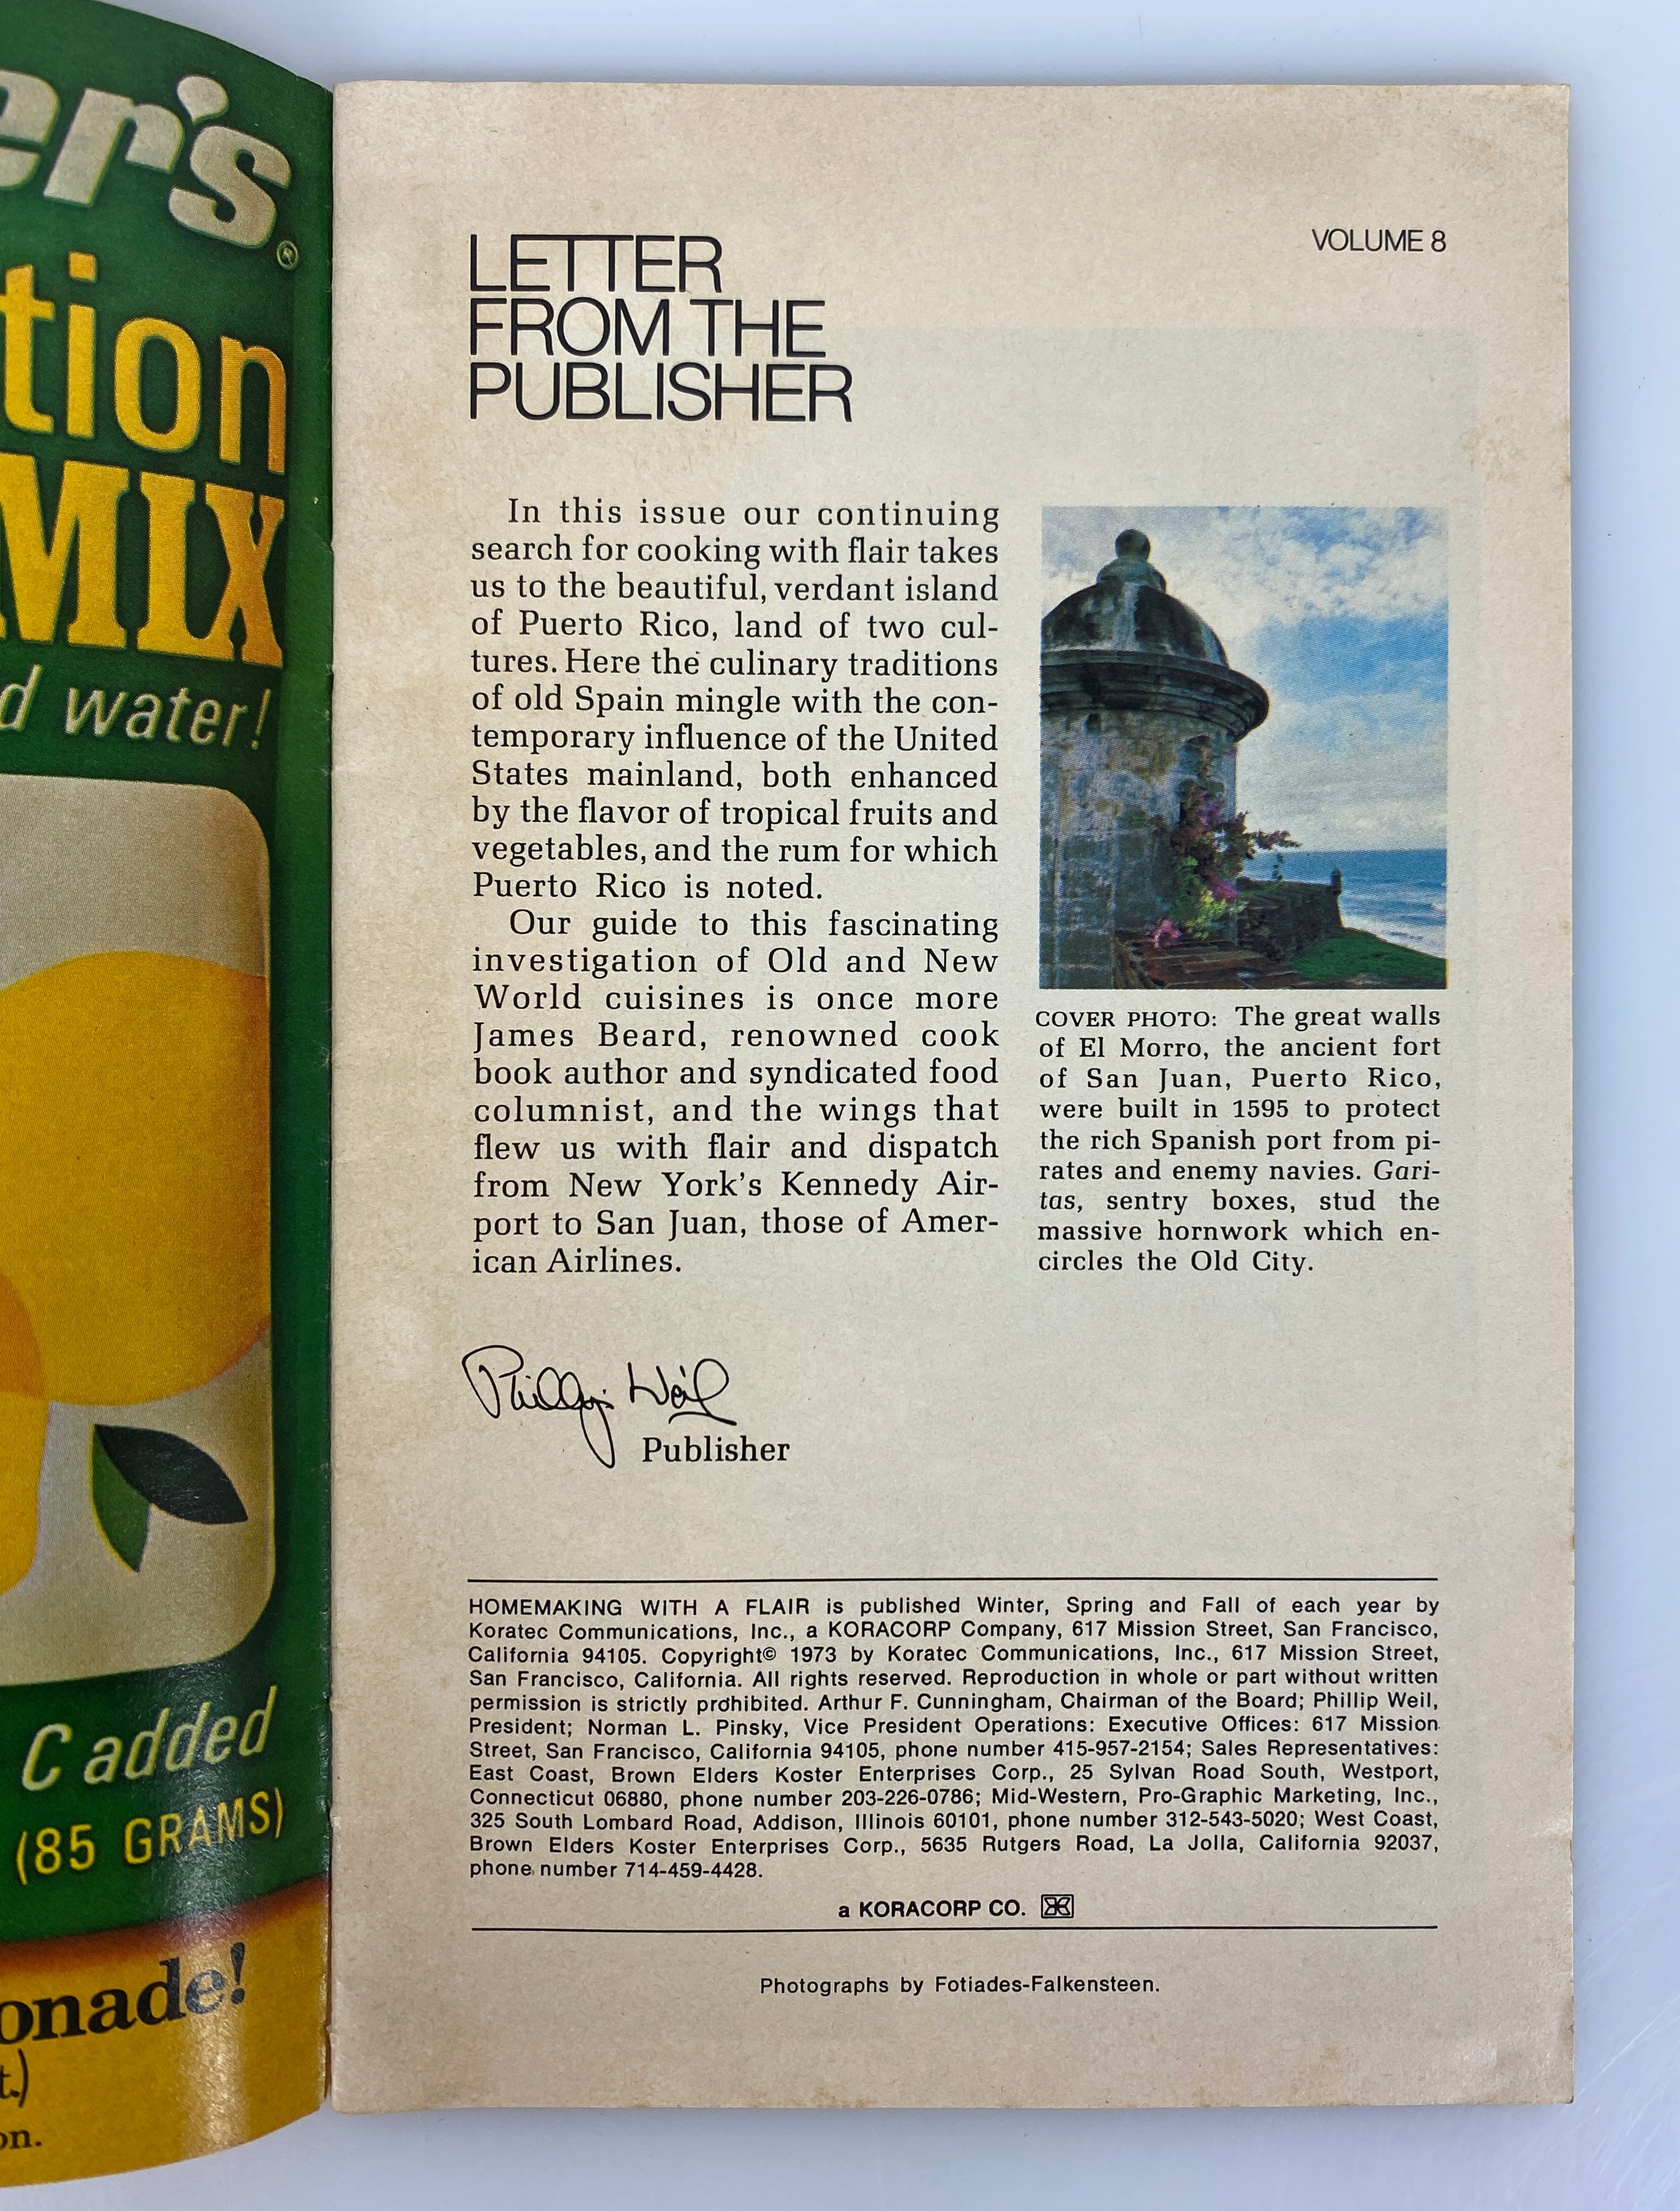 er's®
tion
MIX
d water!
C added
(85 GRAMS)
onade!
t.)
on.
LETTER
FROM THE
PUBLISHER
VOLUME 8
In this issue our continuing
search for cooking with flair takes
us to the beautiful, verdant island
of Puerto Rico, land of two cul-
tures. Here the culinary traditions
of old Spain mingle with the con-
temporary influence of the United
States mainland, both enhanced
by the flavor of tropical fruits and
vegetables, and the rum for which
Puerto Rico is noted.
Our guide to this fascinating
investigation of Old and New
World cuisines is once more
James Beard, renowned cook
book author and syndicated food
columnist, and the wings that
flew us with flair and dispatch
from New York's Kennedy Air-
port to San Juan, those of Amer-
ican Airlines.
COVER PHOTO: The great walls
of El Morro, the ancient fort
of San Juan, Puerto Rico,
were built in 1595 to protect
the rich Spanish port from pi-
rates and enemy navies. Gari-
tas, sentry boxes, stud the
massive hornwork which en-
circles the Old City.
Phillip Weil
Publisher
HOMEMAKING WITH A FLAIR is published Winter, Spring and Fall of each year by
Koratec Communications, Inc., a KORACORP Company, 617 Mission Street, San Francisco,
California 94105. Copyright© 1973 by Koratec Communications, Inc., 617 Mission Street,
San Francisco, California. All rights reserved. Reproduction in whole or part without written
permission is strictly prohibited. Arthur F. Cunningham, Chairman of the Board; Phillip Weil,
President; Norman L. Pinsky, Vice President Operations: Executive Offices: 617 Mission
Street, San Francisco, California 94105, phone number 415-957-2154; Sales Representatives:
East Coast, Brown Elders Koster Enterprises Corp., 25 Sylvan Road South, Westport,
Connecticut 06880, phone number 203-226-0786; Mid-Western, Pro-Graphic Marketing, Inc.,
325 South Lombard Road, Addison, Illinois 60101, phone number 312-543-5020; West Coast,
Brown Elders Koster Enterprises Corp., 5635 Rutgers Road, La Jolla, California 92037,
phone number 714-459-4428.
a KORACORP CO.
Photographs by Fotiades-Falkensteen.